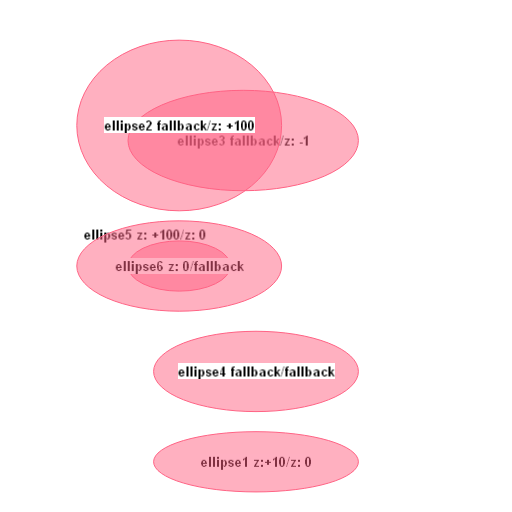 ellipse2 fallback/z: +100
ellipse3 fallback/z: -1
ellipse5 z: +100/z: 0
ellipse6 z: 0/fallback
ellipse4 fallback/fallback
ellipse1 z:+10/z: 0